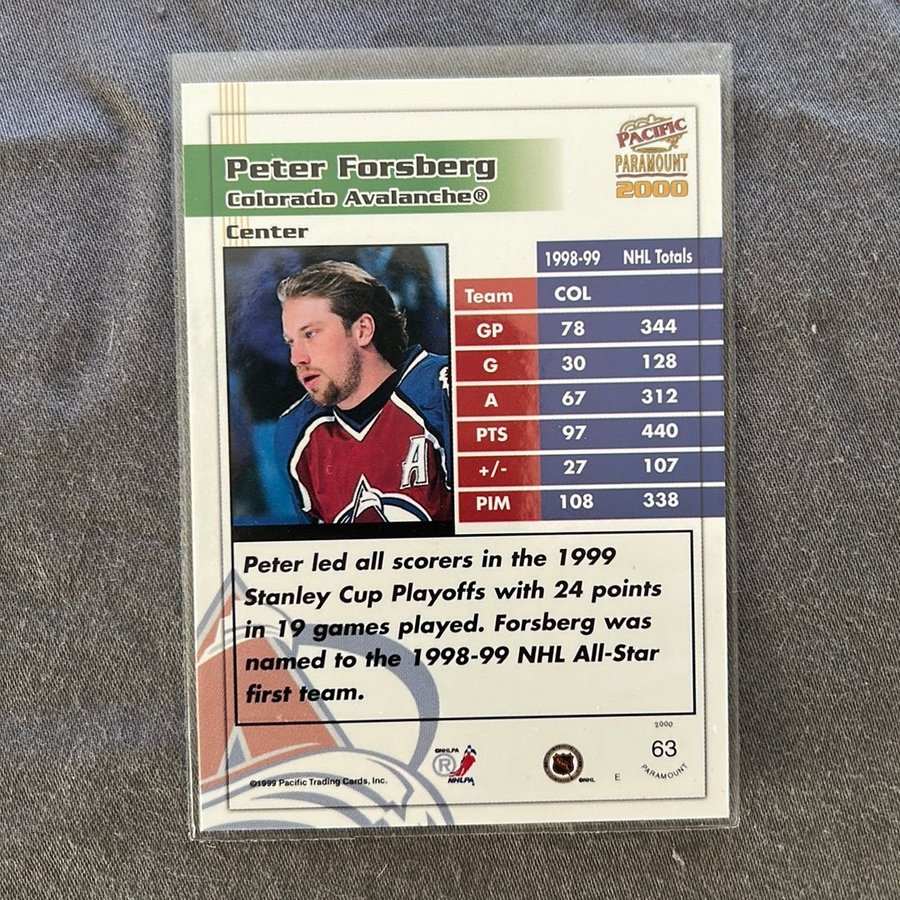 PACIFIC
PARAMOUNT
2000
Peter Forsberg
Colorado Avalanche®
Center
1998-99 NHL Totals
Team COL
GP 78 344
G 30 128
A 67 312
PTS 97 440
+/- 27 107
PIM 108 338
A
Peter led all scorers in the 1999
Stanley Cup Playoffs with 24 points
in 19 games played. Forsberg was
named to the 1998-99 NHL All-Star
first team.
©1999 Pacific Trading Cards, Inc.
©NHLPA
®
NHLPA
©NHL
E
2000
63
PARAMOUNT